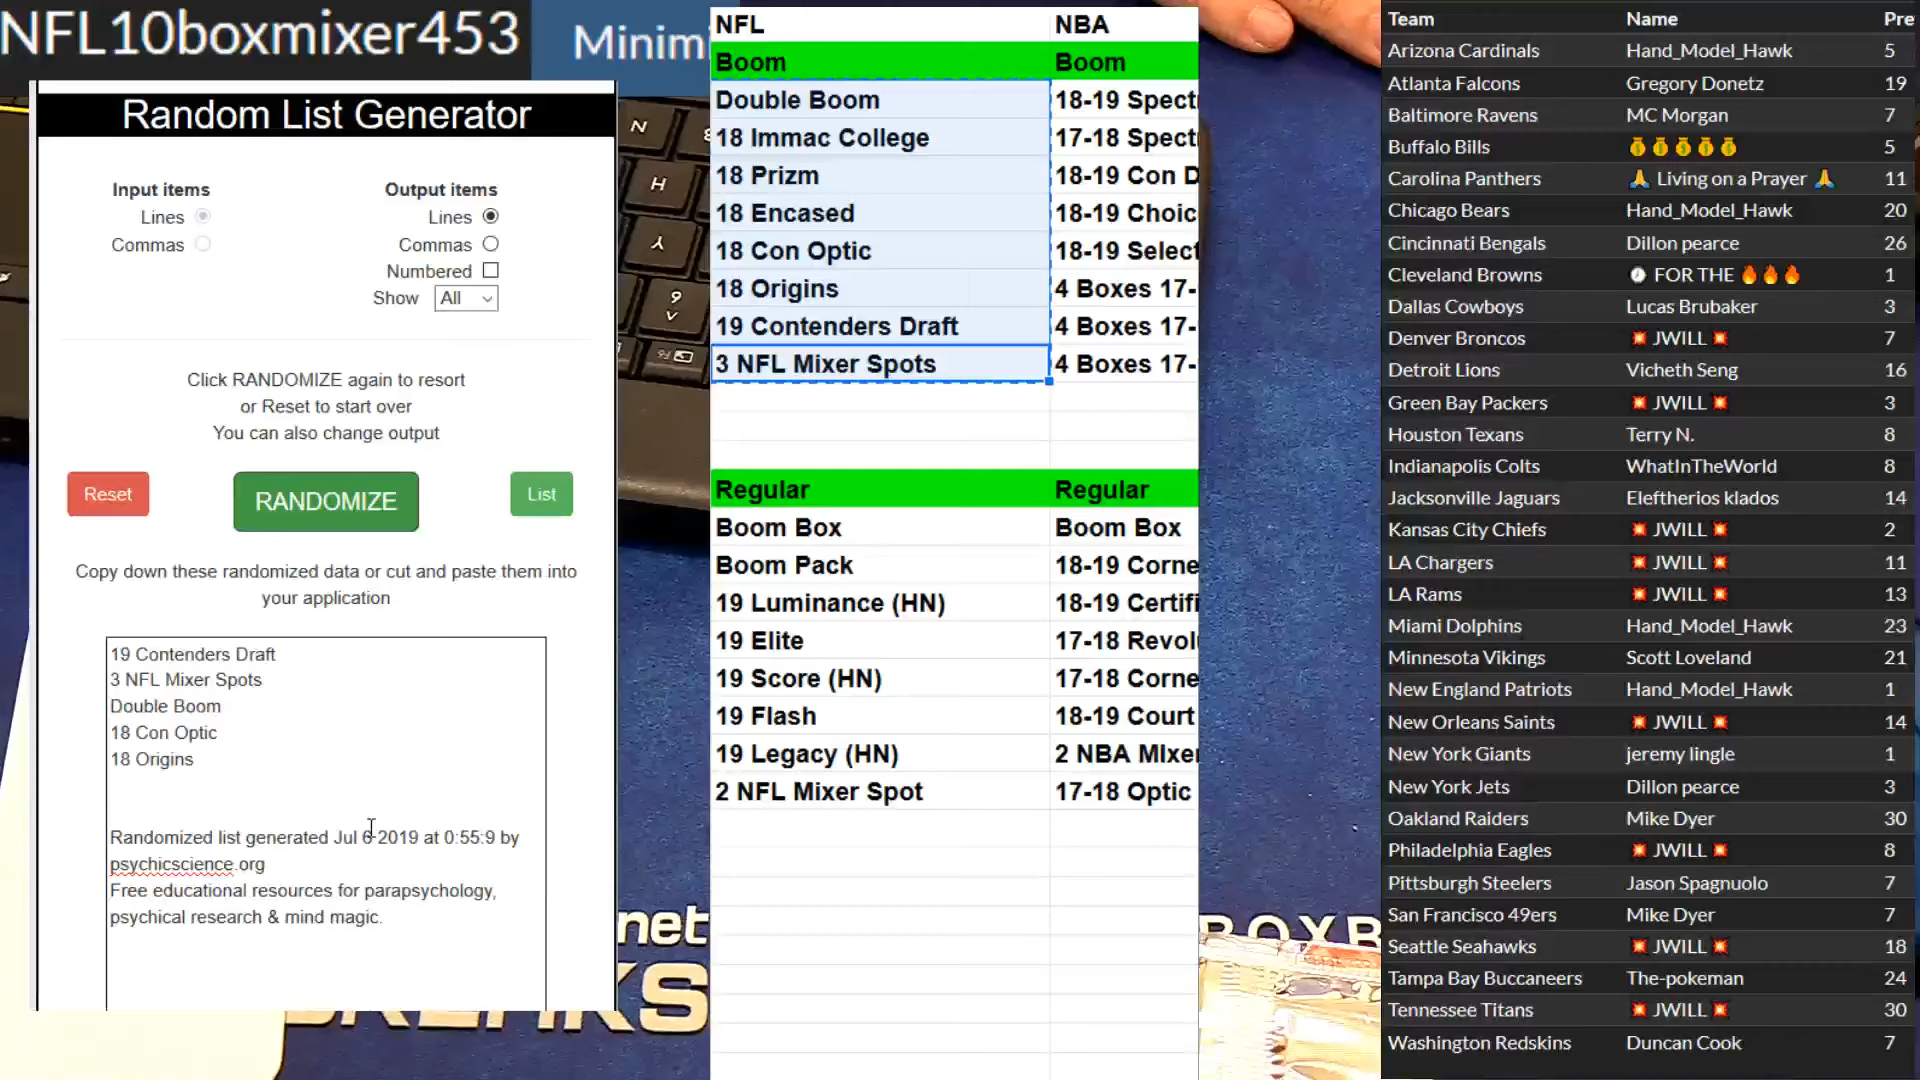 NFL10boxmixer453
Minim
Random List Generator
Input items
Output items
Lines
Lines
Commas
Commas
Numbered
Show All
Click RANDOMIZE again to resort
or Reset to start over
You can also change output
Reset
RANDOMIZE
List
Copy down these randomized data or cut and paste them into
your application
19 Contenders Draft
3 NFL Mixer Spots
Double Boom
18 Con Optic
18 Origins
Randomized list generated Jul 6-2019 at 0:55:9 by
psychicscience.org
Free educational resources for parapsychology,
psychical research & mind magic.
NFL NBA
Boom Boom
Double Boom 18-19 Spect
18 Immac College 17-18 Spect
18 Prizm 18-19 Con D
18 Encased 18-19 Choic
18 Con Optic 18-19 Select
18 Origins 4 Boxes 17-
19 Contenders Draft 4 Boxes 17-
3 NFL Mixer Spots 4 Boxes 17-
Regular Regular
Boom Box Boom Box
Boom Pack 18-19 Corne
19 Luminance (HN) 18-19 Certifi
19 Elite 17-18 Revol
19 Score (HN) 17-18 Corne
19 Flash 18-19 Court
19 Legacy (HN) 2 NBA MIxe
2 NFL Mixer Spot 17-18 Optic
Team Name Pre
Arizona Cardinals Hand_Model_Hawk 5
Atlanta Falcons Gregory Donetz 19
Baltimore Ravens MC Morgan 7
Buffalo Bills 💰💰💰💰💰 5
Carolina Panthers 🙏 Living on a Prayer 🙏 11
Chicago Bears Hand_Model_Hawk 20
Cincinnati Bengals Dillon pearce 26
Cleveland Browns FOR THE 🔥🔥🔥 1
Dallas Cowboys Lucas Brubaker 3
Denver Broncos 💥 JWILL 💥 7
Detroit Lions Vicheth Seng 16
Green Bay Packers 💥 JWILL 💥 3
Houston Texans Terry N. 8
Indianapolis Colts WhatInTheWorld 8
Jacksonville Jaguars Eleftherios klados 14
Kansas City Chiefs 💥 JWILL 💥 2
LA Chargers 💥 JWILL 💥 11
LA Rams 💥 JWILL 💥 13
Miami Dolphins Hand_Model_Hawk 23
Minnesota Vikings Scott Loveland 21
New England Patriots Hand_Model_Hawk 1
New Orleans Saints 💥 JWILL 💥 14
New York Giants jeremy lingle 1
New York Jets Dillon pearce 3
Oakland Raiders Mike Dyer 30
Philadelphia Eagles 💥 JWILL 💥 8
Pittsburgh Steelers Jason Spagnuolo 7
San Francisco 49ers Mike Dyer 7
Seattle Seahawks 💥 JWILL 💥 18
Tampa Bay Buccaneers The-pokeman 24
Tennessee Titans 💥 JWILL 💥 30
Washington Redskins Duncan Cook 7
N
H
9
net
BOXB